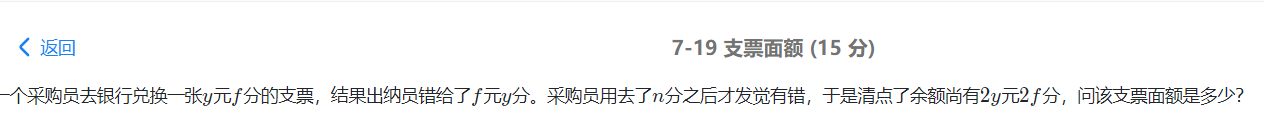 返回
7-19 支票面额 (15 分)
一个采购员去银行兑换一张y元f分的支票，结果出纳员错给了f元y分。采购员用去了n分之后才发觉有错，于是清点了余额尚有2y元2f分，问该支票面额是多少？